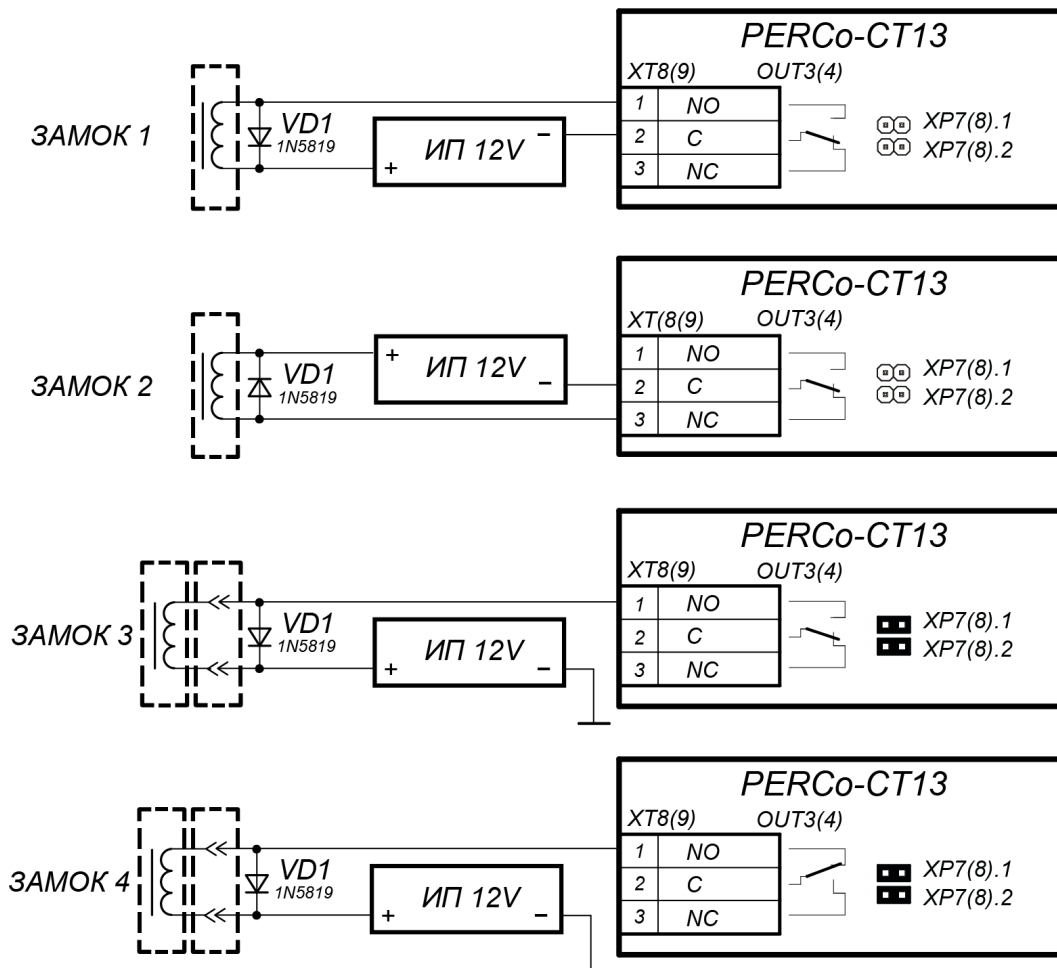 PERCo-CT13
XT8(9) OUT3(4)
ЗАМОК 1
VD1
1N5819
ИП 12V
+ −
1 NO
2 C
3 NC
XP7(8).1
XP7(8).2
PERCo-CT13
XT(8(9) OUT3(4)
ЗАМОК 2
VD1
1N5819
ИП 12V
+ −
1 NO
2 C
3 NC
XP7(8).1
XP7(8).2
PERCo-CT13
XT8(9) OUT3(4)
ЗАМОК 3
VD1
1N5819
ИП 12V
+ −
1 NO
2 C
3 NC
XP7(8).1
XP7(8).2
PERCo-CT13
XT8(9) OUT3(4)
ЗАМОК 4
VD1
1N5819
ИП 12V
+ −
1 NO
2 C
3 NC
XP7(8).1
XP7(8).2